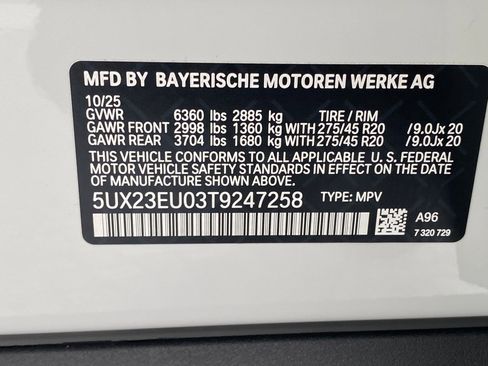 MFD BY BAYERISCHE MOTOREN WERKE AG
10/25
GVWR 6360 lbs 2885 kg TIRE / RIM
GAWR FRONT 2998 lbs 1360 kg WITH 275/45 R20 /9.0Jx 20
GAWR REAR 3704 lbs 1680 kg WITH 275/45 R20 /9.0Jx 20
THIS VEHICLE CONFORMS TO ALL APPLICABLE U. S. FEDERAL
MOTOR VEHICLE SAFETY STANDARDS IN EFFECT ON THE
DATE OF MANUFACTURE SHOWN ABOVE.
5UX23EU03T9247258 TYPE: MPV
A96
7 320 729